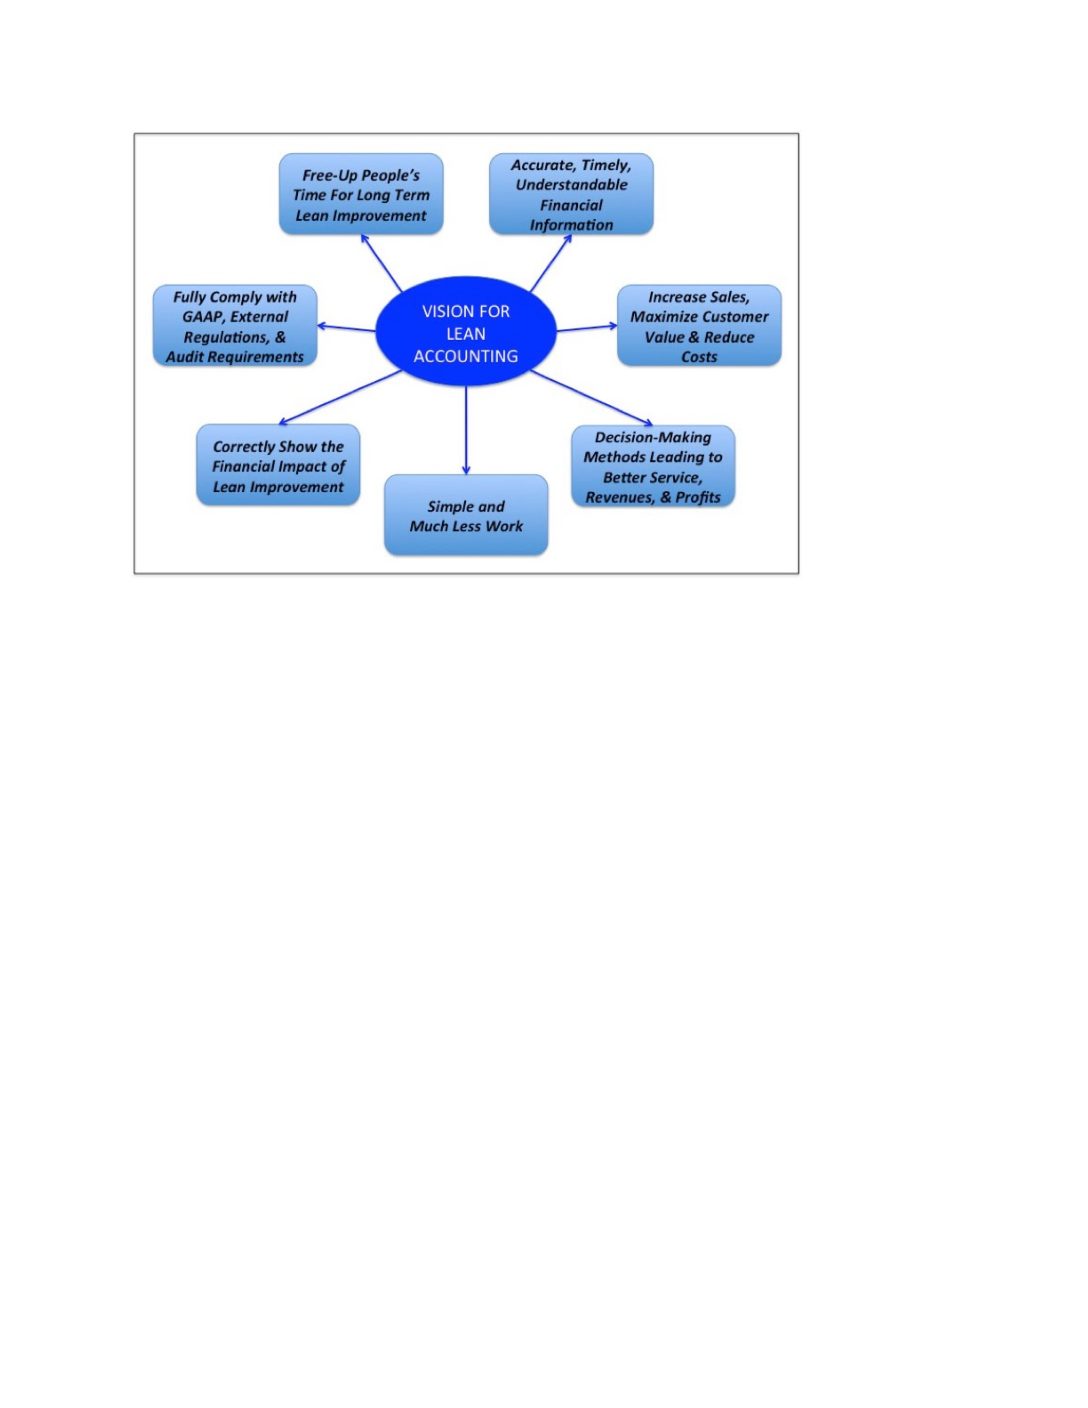 Free-Up People’s
Time For Long Term
Lean Improvement
Accurate, Timely,
Understandable
Financial
Information
Fully Comply with
GAAP, External
Regulations, &
Audit Requirements
VISION FOR
LEAN
ACCOUNTING
Increase Sales,
Maximize Customer
Value & Reduce
Costs
Correctly Show the
Financial Impact of
Lean Improvement
Simple and
Much Less Work
Decision-Making
Methods Leading to
Better Service,
Revenues, & Profits